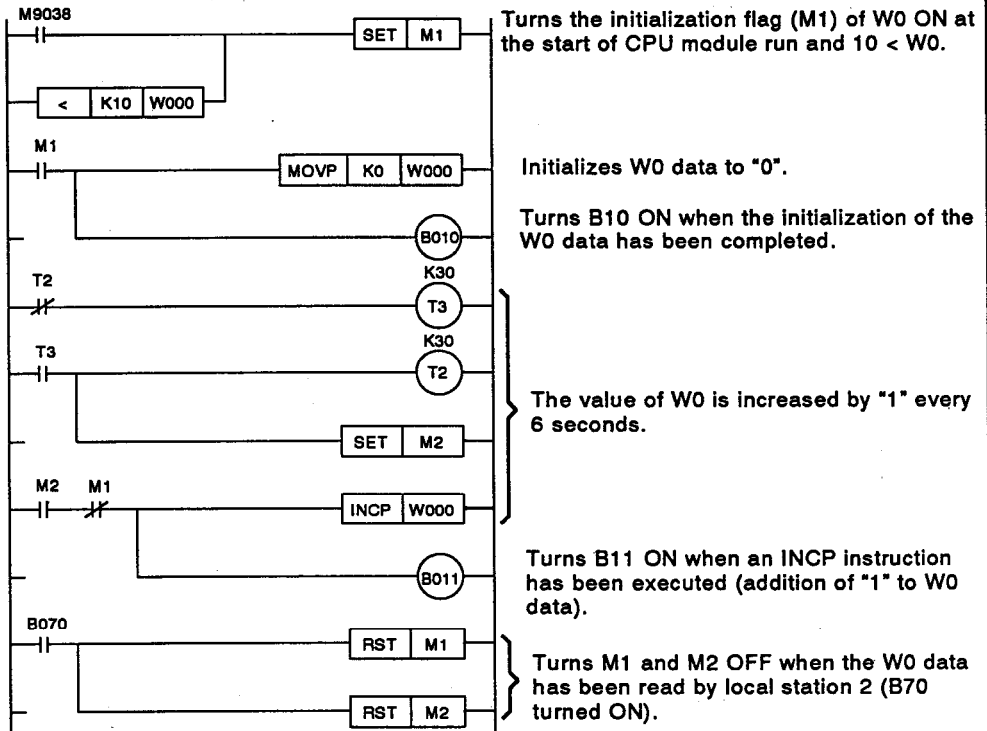 M9038
SET M1
Turns the initialization flag (M1) of W0 ON at
the start of CPU module run and 10 < W0.
< K10 W000
M1
MOVP K0 W000
Initializes W0 data to "0".
B010
Turns B10 ON when the initialization of the
W0 data has been completed.
T2
K30
T3
T3
K30
T2
SET M2
The value of W0 is increased by "1" every
6 seconds.
M2 M1
INCP W000
B011
Turns B11 ON when an INCP instruction
has been executed (addition of "1" to W0
data).
B070
RST M1
RST M2
Turns M1 and M2 OFF when the W0 data
has been read by local station 2 (B70
turned ON).